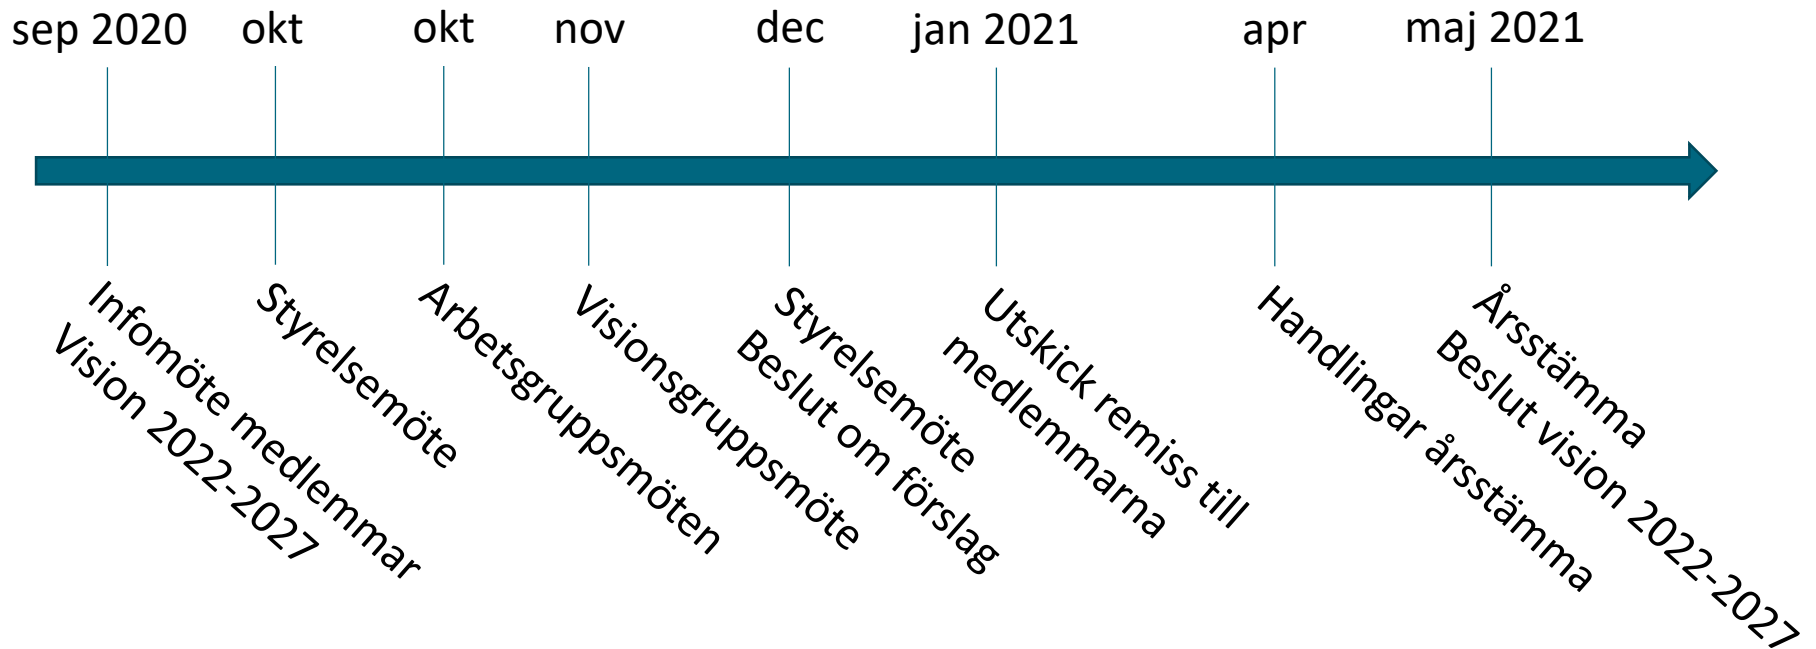 sep 2020
okt
okt
nov
dec
jan 2021
apr
maj 2021
Infomöte medlemmar
Vision 2022-2027
Styrelsemöte
Arbetsgruppsmöten
Visionsgruppsmöte
Styrelsemöte
Beslut om förslag
Utskick remiss till
medlemmarna
Handlingar årsstämma
Årsstämma
Beslut vision 2022-2027